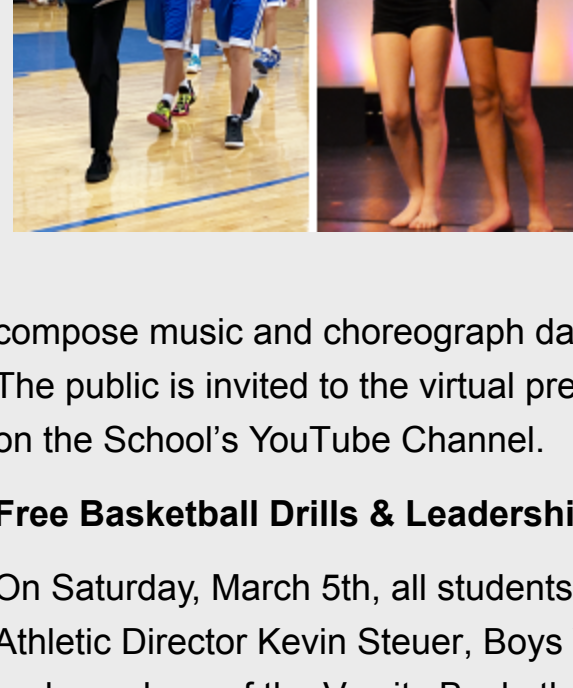 compose music and choreograph da
The public is invited to the virtual pre
on the School's YouTube Channel.
Free Basketball Drills & Leadershi
On Saturday, March 5th, all students
Athletic Director Kevin Steuer, Boys